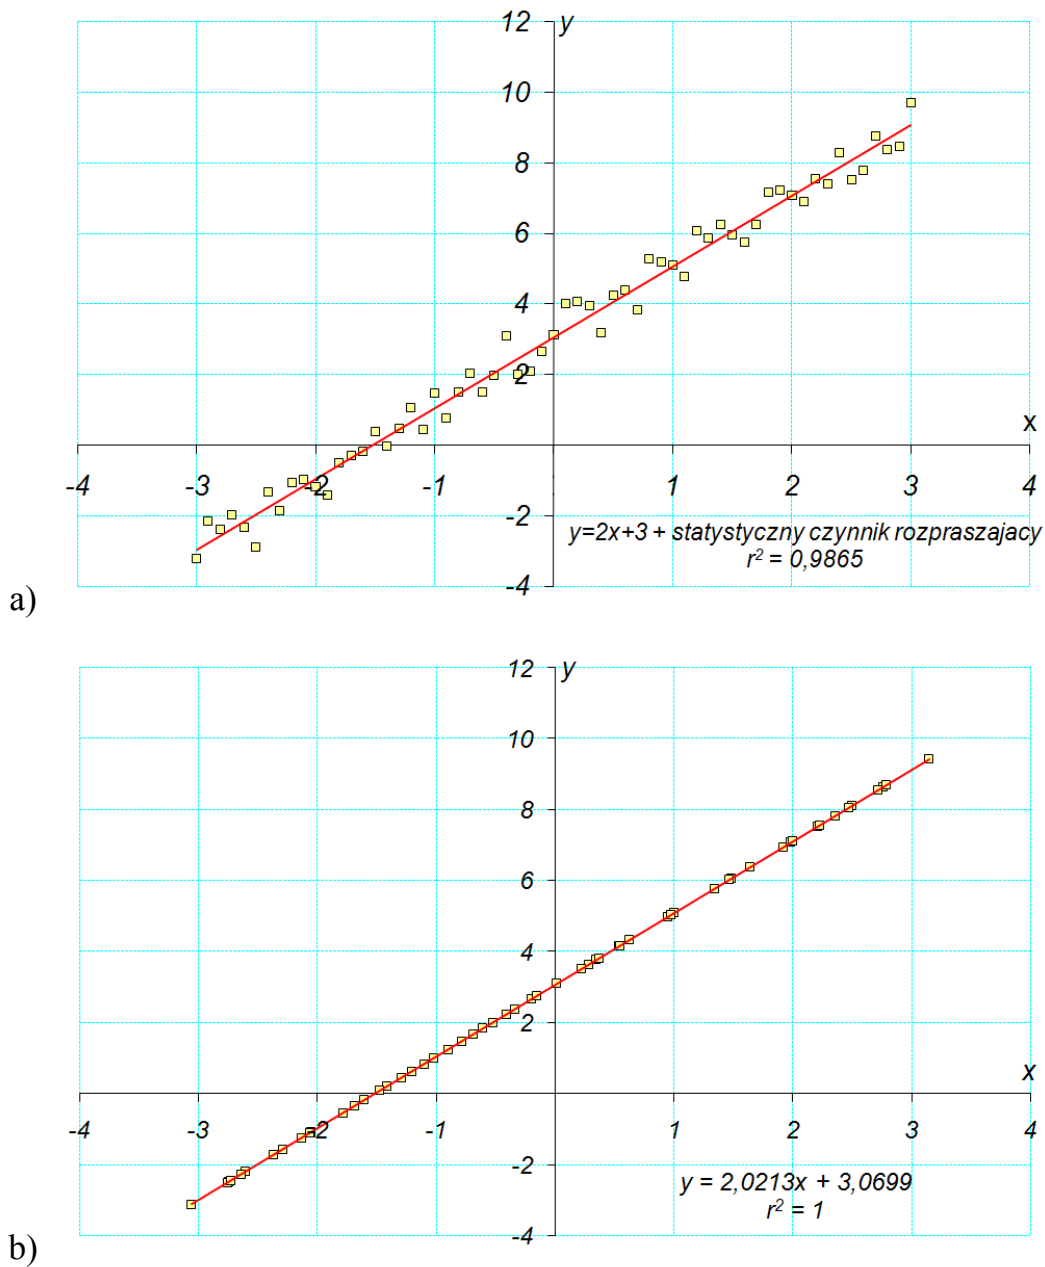 12 y
10
8
6
4
2
x
-4 -3 -2 -1 1 2 3 4
-2
y=2x+3 + statystyczny czynnik rozpraszajacy
r² = 0,9865
-4
a)
12 y
10
8
6
4
2
x
-4 -3 -2 -1 1 2 3 4
-2
y = 2,0213x + 3,0699
r² = 1
-4
b)